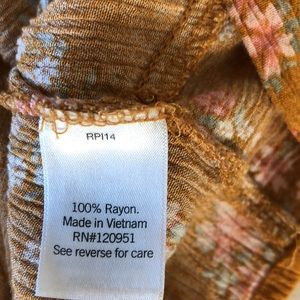 RPI14
100% Rayon.
Made in Vietnam
RN#120951
See reverse for care